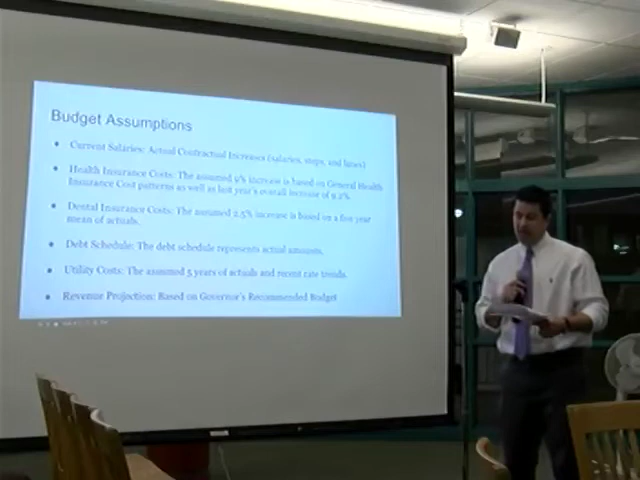 Budget Assumptions
• Current Salaries: Actual Contractual Increases (salaries, steps, and lanes)
• Health Insurance Costs: The assumed 9% increase is based on General Health
Insurance Cost patterns as well as last year's overall increase of 9.2%.
• Dental Insurance Costs: The assumed 2.5% increase is based on a five year
mean of actuals.
• Debt Schedule: The debt schedule represents actual amounts.
• Utility Costs: The assumed 5 years of actuals and recent rate trends.
• Revenue Projection: Based on Governor's Recommended Budget